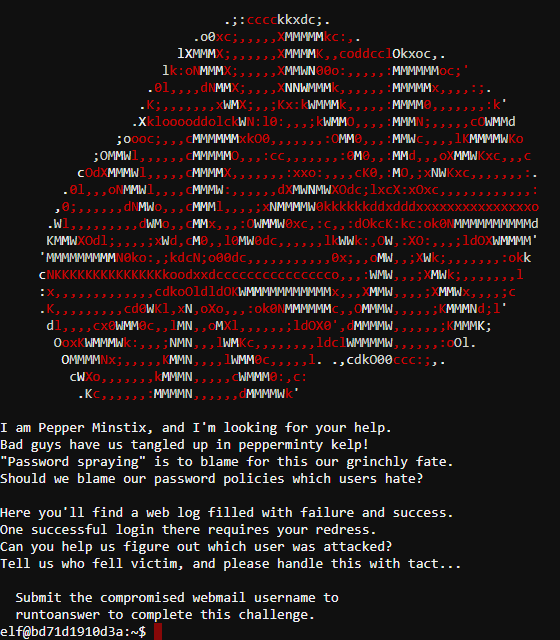 I am Pepper Minstix, and I'm looking for your help.
Bad guys have us tangled up in pepperminty kelp!
"Password spraying" is to blame for this our grinchly fate.
Should we blame our password policies which users hate?
Here you'll find a web log filled with failure and success.
One successful login there requires your redress.
Can you help us figure out which user was attacked?
Tell us who fell victim, and please handle this with tact...
Submit the compromised webmail username to
runtoanswer to complete this challenge.
elf@bd71d1910d3a:~$